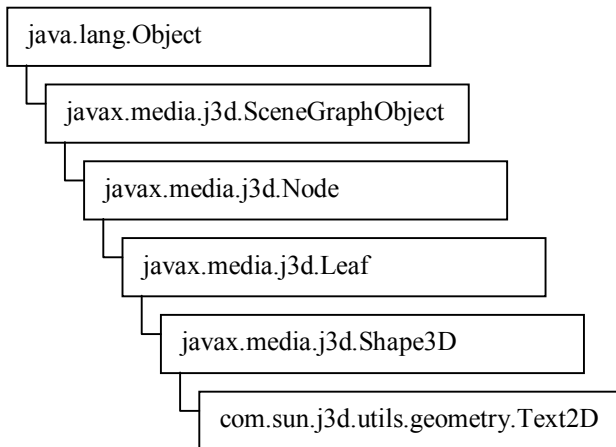 java.lang.Object
javax.media.j3d.SceneGraphObject
javax.media.j3d.Node
javax.media.j3d.Leaf
javax.media.j3d.Shape3D
com.sun.j3d.utils.geometry.Text2D